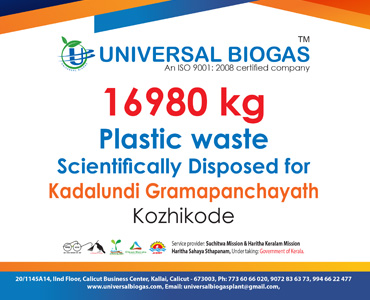 UNIVERSAL BIOGAS TM
An ISO 9001: 2008 certified company
16980 kg
Plastic waste
Scientifically Disposed for
Kadalundi Gramapanchayath
Kozhikode
Service provider: Suchitwa Mission & Haritha Keralam Mission
Haritha Sahaya Sthapanam, Undertaking: Government of Kerala.
20/1145A14, IInd Floor, Calicut Business Center, Kallai, Calicut - 673003, Ph: 773 60 66 020, 9072 83 63 73, 994 66 22 477
www.universalbiogas.com, Email: universalbiogasplant@gmail.com,